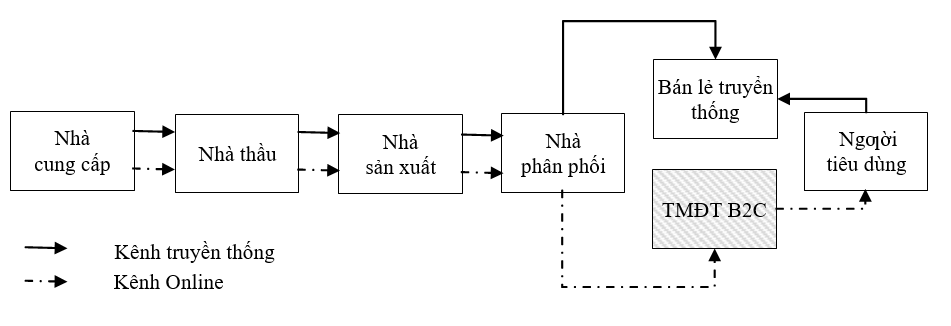 Bán lẻ truyền
thống
Nhà
cung cấp
Nhà thầu
Nhà
sản xuất
Nhà
phân phối
Ngƣời
tiêu dùng
TMĐT B2C
Kênh truyền thống
Kênh Online